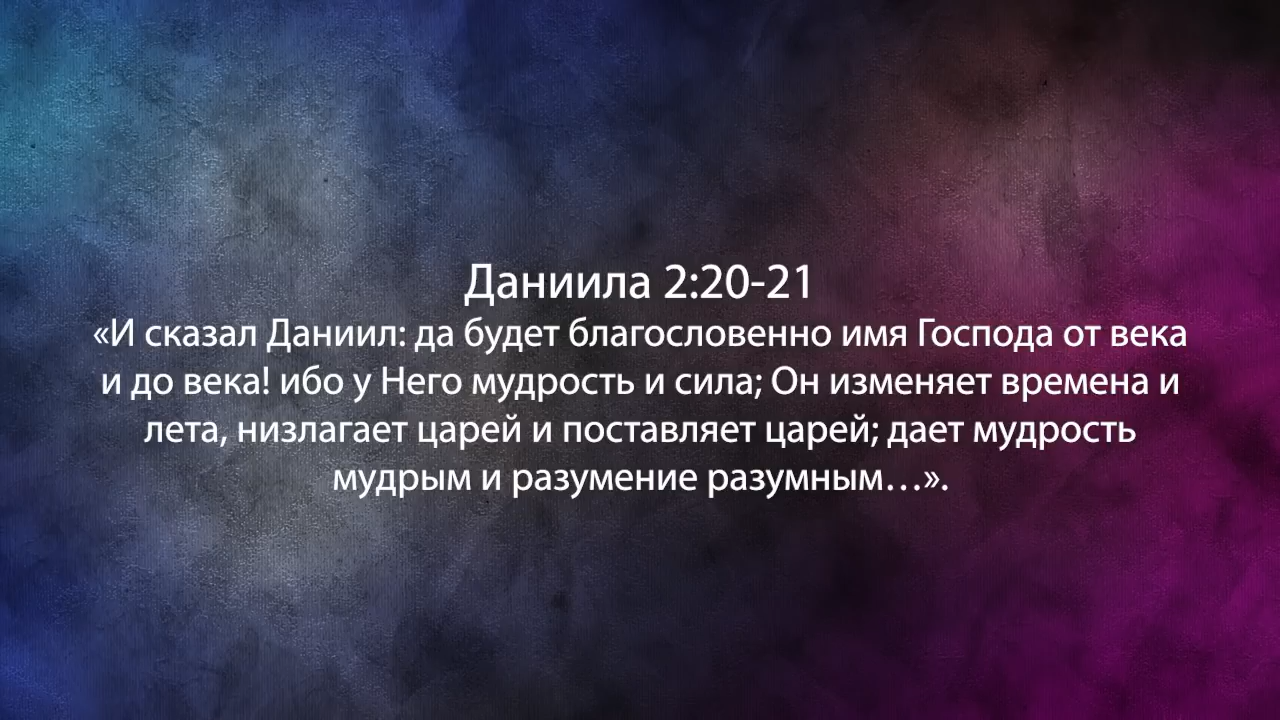 Даниила 2:20-21
«И сказал Даниил: да будет благословенно имя Господа от века
и до века! ибо у Него мудрость и сила; Он изменяет времена и
лета, низлагает царей и поставляет царей; дает мудрость
мудрым и разумение разумным…».